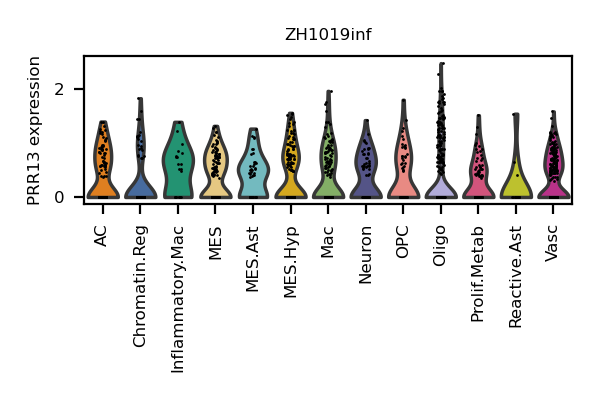 ZH1019inf
PRR13 expression
2
0
AC
Chromatin.Reg
Inflammatory.Mac
MES
MES.Ast
MES.Hyp
Mac
Neuron
OPC
Oligo
Prolif.Metab
Reactive.Ast
Vasc